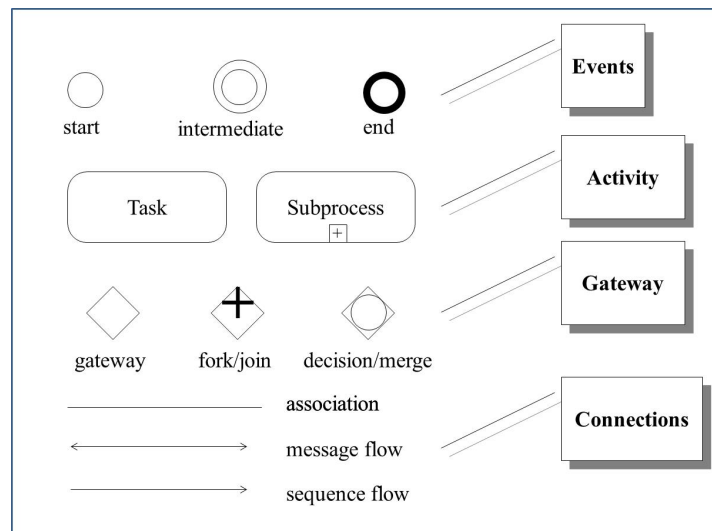 Events
start intermediate end
Task Subprocess
+
Activity
Gateway
gateway fork/join decision/merge
association
message flow
sequence flow
Connections